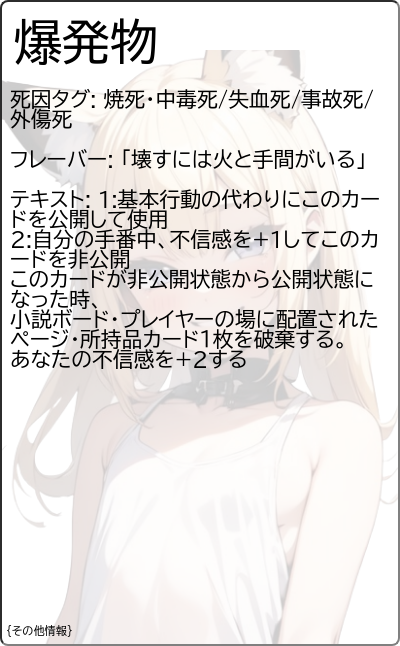 爆発物
死因タグ: 焼死・中毒死/失血死/事故死/
外傷死
フレーバー: 「壊すには火と手間がいる」
テキスト: 1:基本行動の代わりにこのカー
ドを公開して使用
2:自分の手番中、不信感を+1してこのカ
ードを非公開
このカードが非公開状態から公開状態に
なった時、
小説ボード・プレイヤーの場に配置された
ページ・所持品カード1枚を破棄する。
あなたの不信感を+2する
{その他情報}